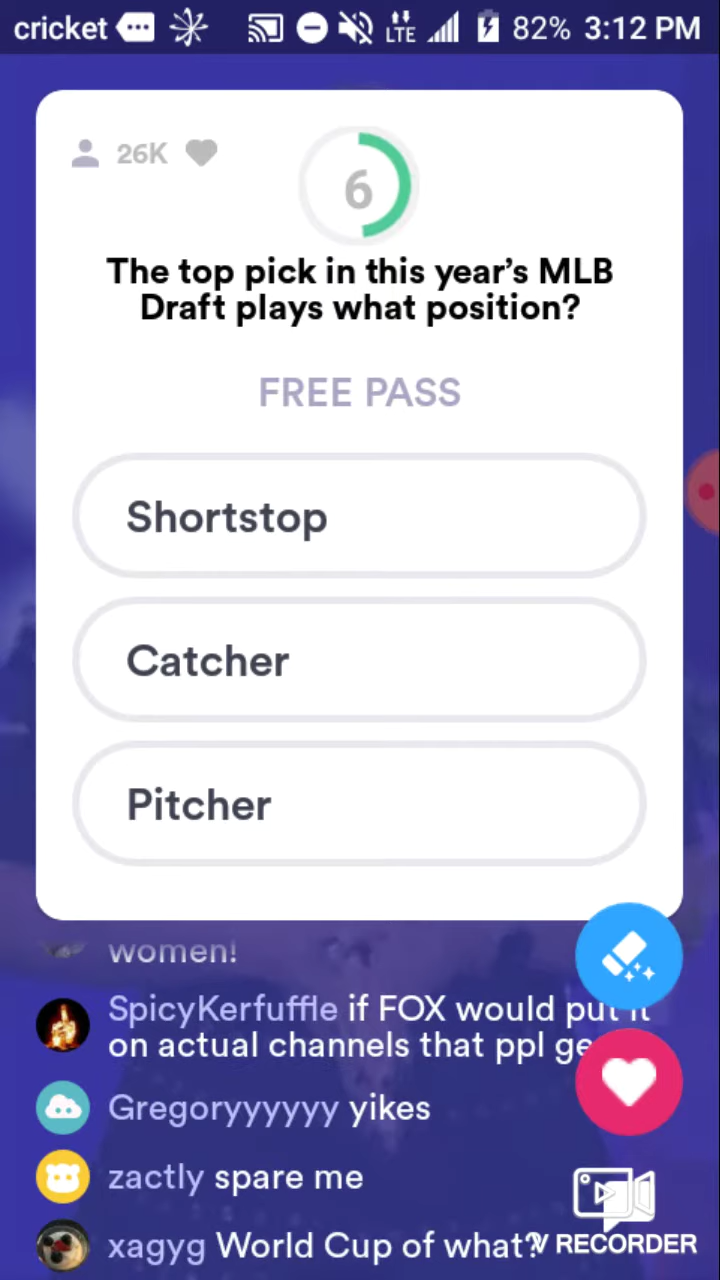 cricket LTE 82% 3:12 PM
26K
6
The top pick in this year’s MLB
Draft plays what position?
FREE PASS
Shortstop
Catcher
Pitcher
women!
SpicyKerfuffle if FOX would put it
on actual channels that ppl ge
Gregoryyyyyy yikes
zactly spare me
xagyg World Cup of what?
V RECORDER